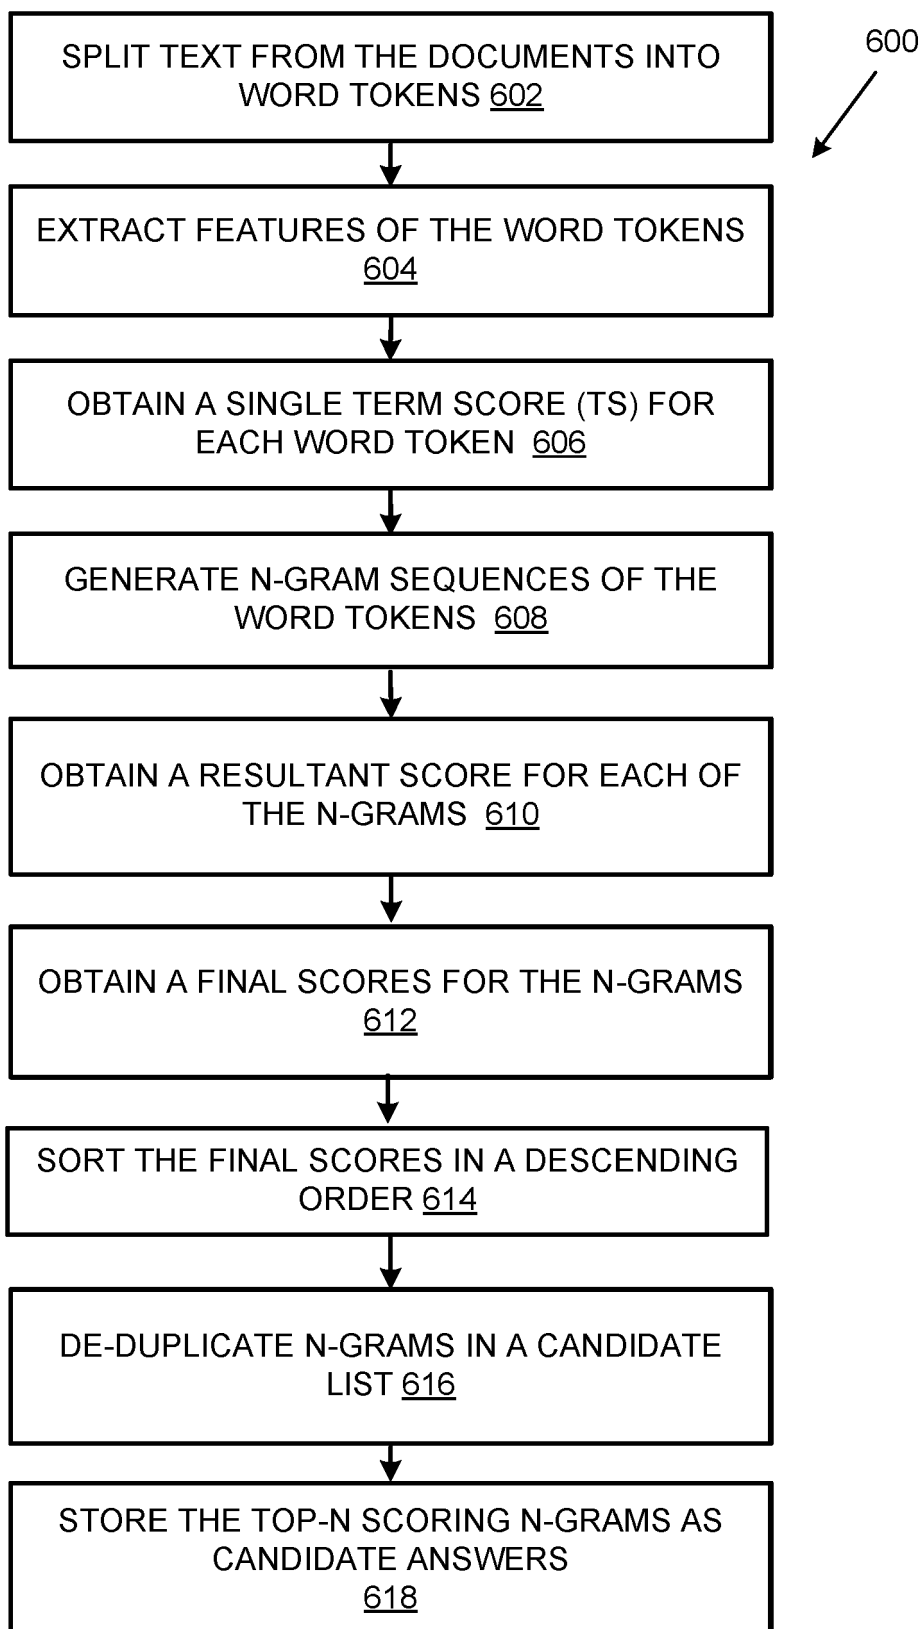 SPLIT TEXT FROM THE DOCUMENTS INTO
WORD TOKENS 602
600
EXTRACT FEATURES OF THE WORD TOKENS
604
OBTAIN A SINGLE TERM SCORE (TS) FOR
EACH WORD TOKEN 606
GENERATE N-GRAM SEQUENCES OF THE
WORD TOKENS 608
OBTAIN A RESULTANT SCORE FOR EACH OF
THE N-GRAMS 610
OBTAIN A FINAL SCORES FOR THE N-GRAMS
612
SORT THE FINAL SCORES IN A DESCENDING
ORDER 614
DE-DUPLICATE N-GRAMS IN A CANDIDATE
LIST 616
STORE THE TOP-N SCORING N-GRAMS AS
CANDIDATE ANSWERS
618